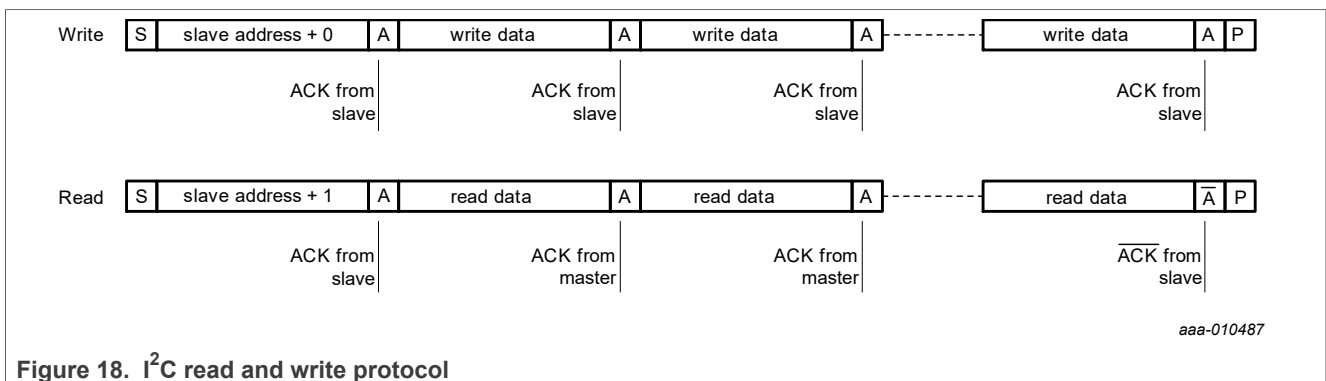 Write S slave address + 0 A write data A write data A write data A P
ACK from slave ACK from slave ACK from slave ACK from slave
Read S slave address + 1 A read data A read data A read data A̅ P
ACK from slave ACK from master ACK from master A̅C̅K̅ from slave
aaa-010487
Figure 18. I²C read and write protocol